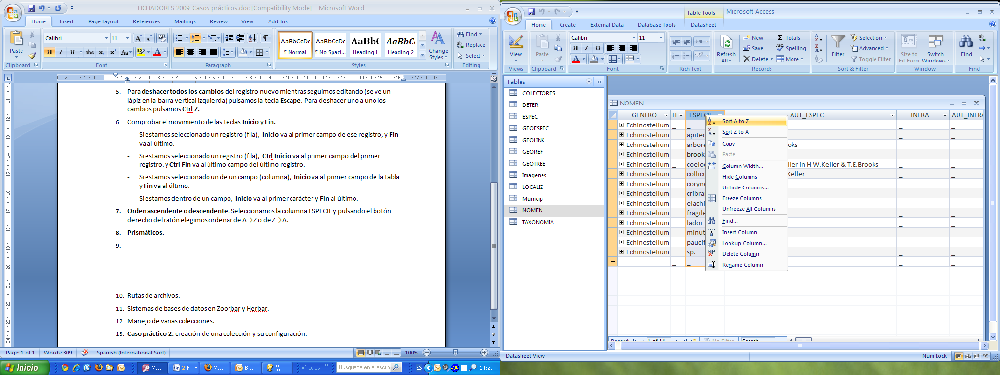 FICHADORES 2009_Casos prácticos.doc [Compatibility Mode] - Microsoft Word
Home Insert Page Layout References Mailings Review View Add-Ins
Paste
Clipboard
Calibri 11
Font
Paragraph
AaBbCcDc AaBbCcDc AaBbC AaBbCc
¶ Normal ¶ No Spaci... Heading 1 Heading 2
Change Styles
Styles
Find
Replace
Select
Editing
5. Para deshacer todos los cambios del registro nuevo mientras seguimos editando (se ve un
lápiz en la barra vertical izquierda) pulsamos la tecla Escape. Para deshacer uno a uno los
cambios pulsamos Ctrl Z.
6. Comprobar el movimiento de las teclas Inicio y Fin.
- Si estamos seleccionado un registro (fila), Inicio va al primer campo de ese registro, y Fin
va al último.
- Si estamos seleccionado un registro (fila), Ctrl Inicio va al primer campo del primer
registro, y Ctrl Fin va al último campo del último registro.
- Si estamos seleccionado un de un campo (columna), Inicio va al primer campo de la tabla
y Fin va al último.
- Si estamos dentro de un campo, Inicio va al primer carácter y Fin al último.
7. Orden ascendente o descendente. Seleccionamos la columna ESPECIE y pulsando el botón
derecho del ratón elegimos ordenar de A→Z o de Z→A.
8. Prismáticos.
9.
10. Rutas de archivos.
11. Sistemas de bases de datos en Zoorbar y Herbar.
12. Manejo de varias colecciones.
13. Caso práctico 2: creación de una colección y su configuración.
Page: 1 of 1 Words: 309 Spanish (International Sort) 100%
Inicio M... 2 N M... B... \\... Vínculos » Búsqueda en el escrit ES 14:29
Table Tools Microsoft Access
Home Create External Data Database Tools Datasheet
View
Views
Paste
Clipboard
Calibri 11
Font
Rich Text
Refresh All
New
Save
Delete
Totals
Spelling
More
Records
Filter
Selection
Advanced
Toggle Filter
Sort & Filter
Size to Fit Form
Switch Windows
Window
Find
Find
Tables «
COLECTORES
DETER
ESPEC
GEOESPEC
GEOLINK
GEOREF
GEOTREE
Imagenes
LOCALIZ
Municip
NOMEN
TAXONOMIA
NOMEN
GENERO H ESPECIE AUT_ESPEC INFRA AUT_INFRA
Echinostelium _ _ _ _
Echinostelium apitec _ _
Echinostelium arbore oks _ _
Echinostelium brook _ _
Echinostelium _ coeloc ller in H.W.Keller & T.E.Brooks _ _
Echinostelium collicu Keller _ _
Echinostelium coryno _ _
Echinostelium cribrar _ _
Echinostelium elachi _ _
Echinostelium fragile _ _
Echinostelium ladoi _ _
Echinostelium minut _ _
Echinostelium paucif _ _
Echinostelium sp. _ _
_ _ _ _
Sort A to Z
Sort Z to A
Copy
Paste
Column Width...
Hide Columns
Unhide Columns...
Freeze Columns
Unfreeze All Columns
Find...
Insert Column
Lookup Column...
Delete Column
Rename Column
Record: 1 of 14 No Filter Search
Datasheet View Num Lock